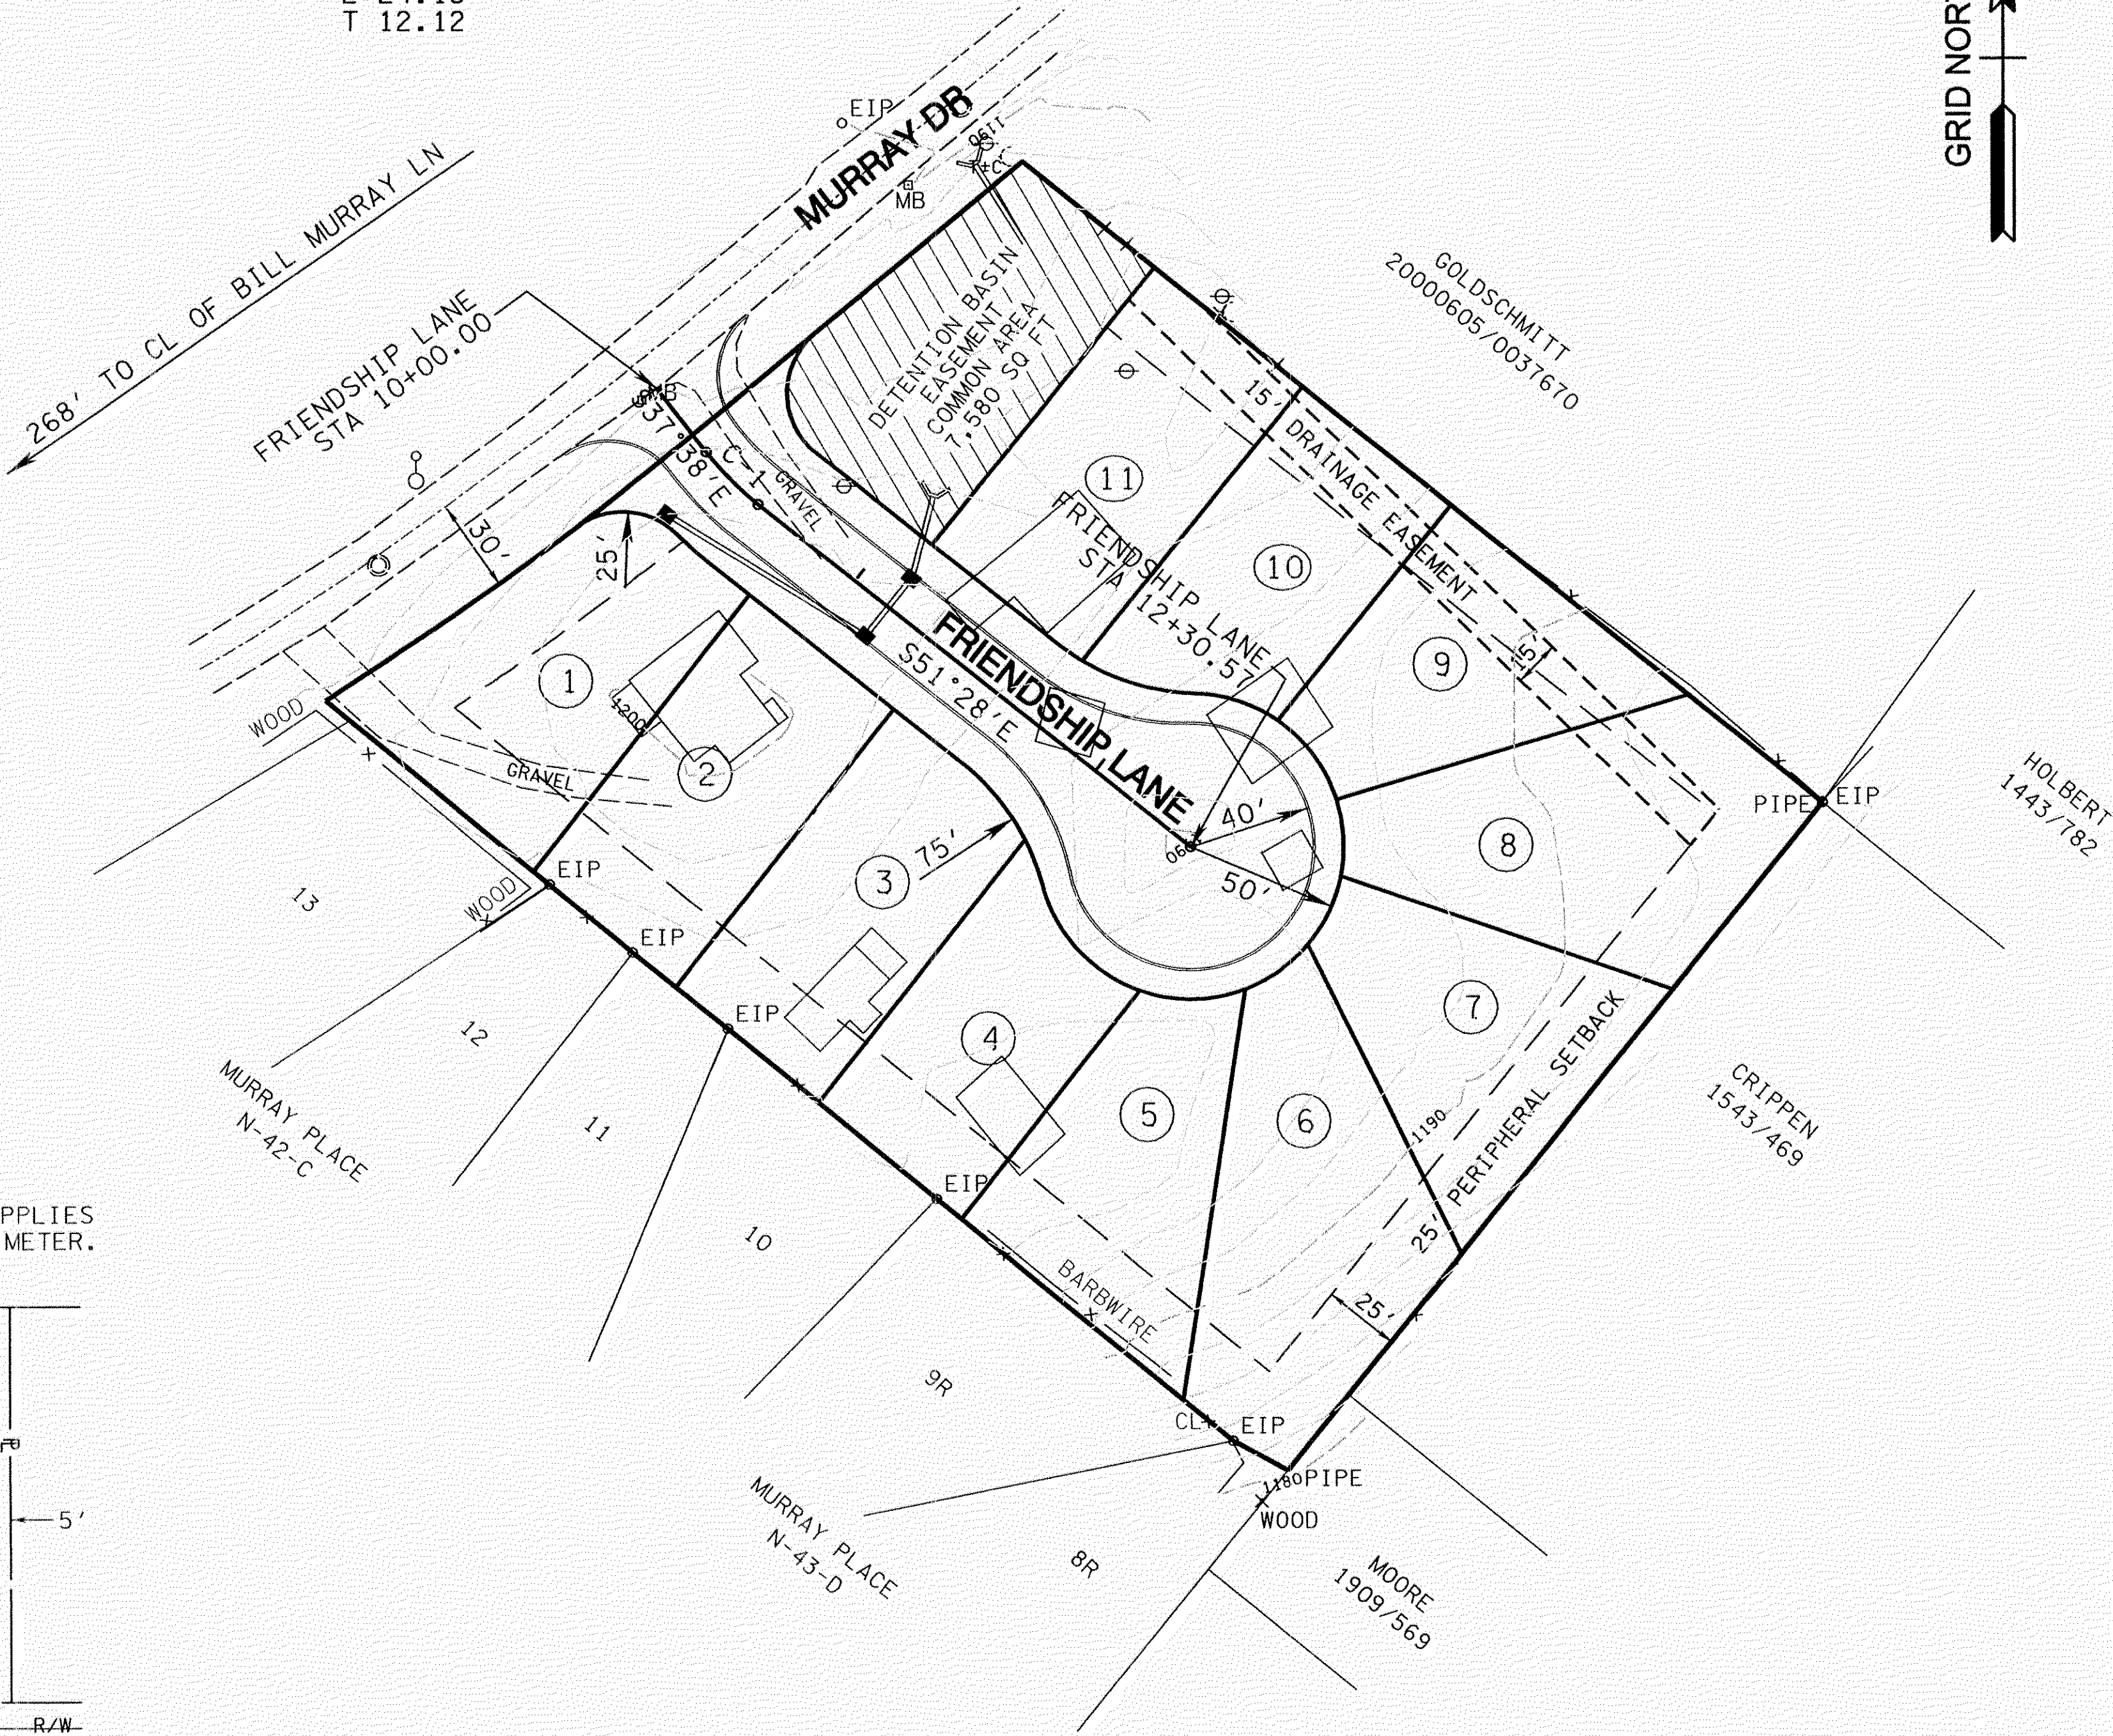 T 12.12
GRID NOR
EIP
MURRAY DR
1190
MB
268' TO CL OF BILL MURRAY LN
FRIENDSHIP LANE
STA 10+00.00
DETENTION BASIN
EASEMENT
COMMON AREA
7,580 SQ FT
GOLDSCHMITT
20000605/0037670
MB
S37°38'E
C-1
GRAVEL
15' DRAINAGE EASEMENT
30'
25'
11
FRIENDSHIP LANE
STA 12+30.57
10
9
15'
1
1200
2
WOOD
GRAVEL
FRIENDSHIP LANE
S51°28'E
40'
50'
PIPE
EIP
HOLBERT
1443/782
8
75'
3
EIP
WOOD
13
EIP
7
EIP
4
12
MURRAY PLACE
N-42-C
11
5
6
1190
25' PERIPHERAL SETBACK
CRIPPEN
1543/469
EIP
PPLIES
METER.
10
BARBWIRE
25'
9R
CL
EIP
1180
PIPE
WOOD
MURRAY PLACE
N-43-D
8R
MOORE
1909/569
5'
R/W